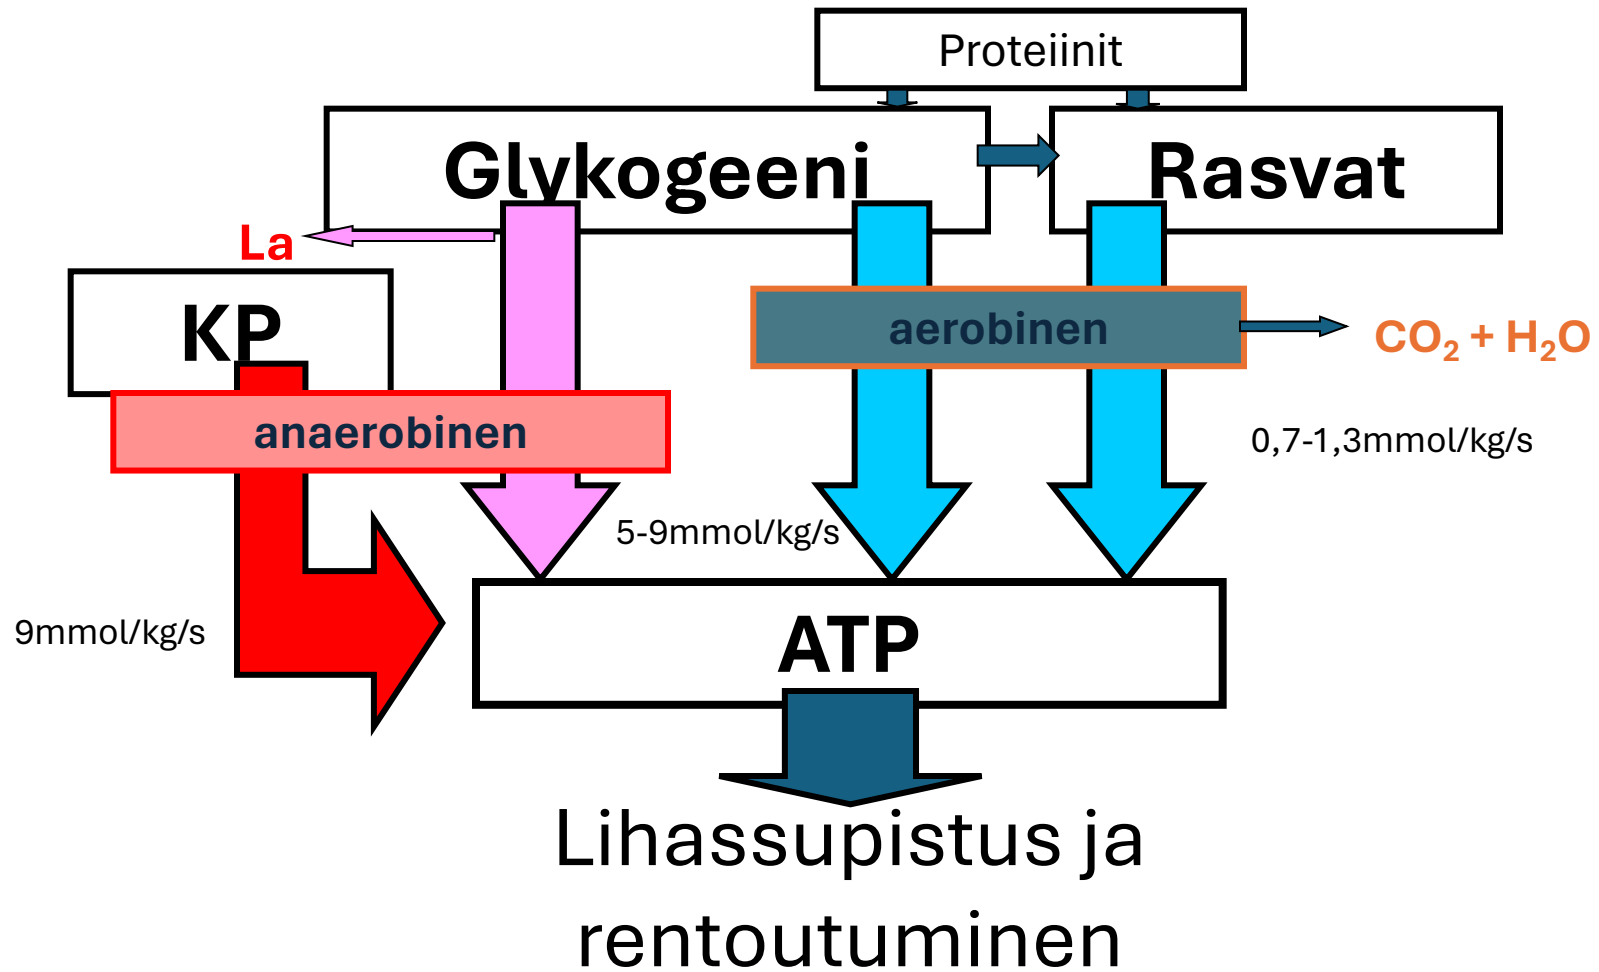 Proteiinit
Glykogeeni
Rasvat
La
KP
aerobinen
CO₂ + H₂O
anaerobinen
0,7-1,3mmol/kg/s
5-9mmol/kg/s
9mmol/kg/s
ATP
Lihassupistus ja
rentoutuminen